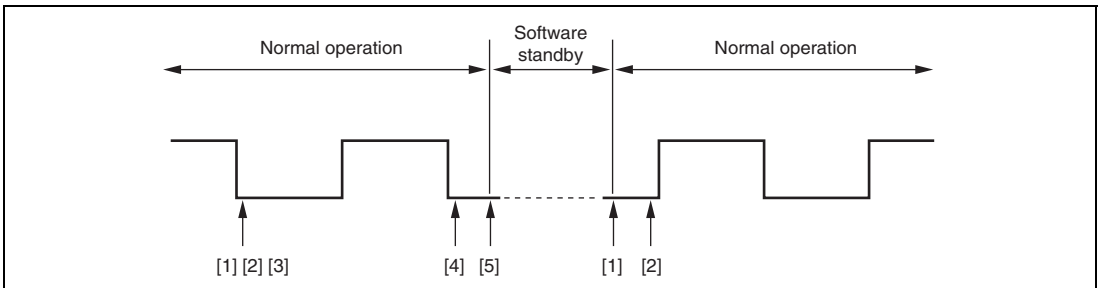 Normal operation
Software
standby
Normal operation
[1] [2] [3]
[4]
[5]
[1]
[2]